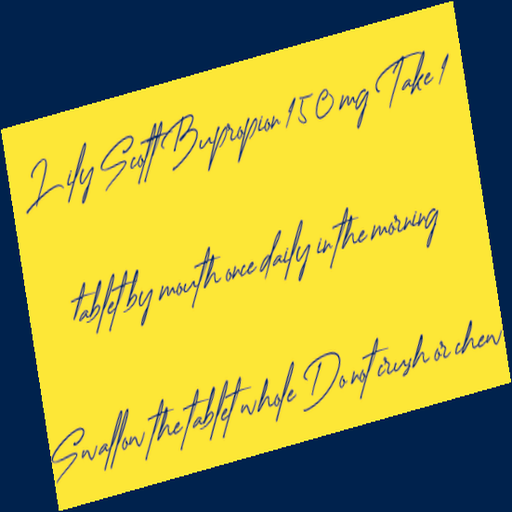 Lily Scott Bupropion 150 mg Take 1
tablet by mouth once daily in the morning
Swallow the tablet whole Do not crush or chew